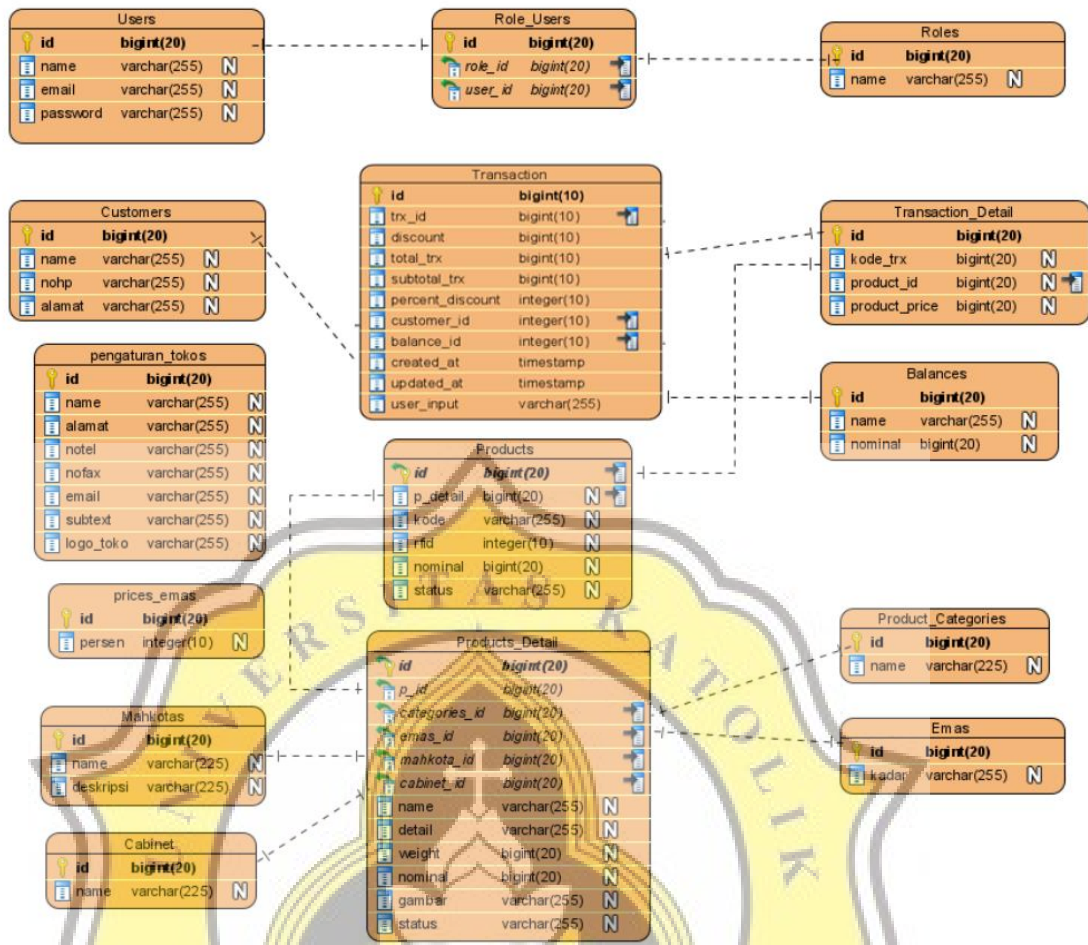 Users
id bigint(20)
name varchar(255) N
email varchar(255) N
password varchar(255) N
Role_Users
id bigint(20)
role_id bigint(20)
user_id bigint(20)
Roles
id bigint(20)
name varchar(255) N
Customers
id bigint(20)
name varchar(255) N
nohp varchar(255) N
alamat varchar(255) N
Transaction
id bigint(10)
trx_id bigint(10)
discount bigint(10)
total_trx bigint(10)
subtotal_trx bigint(10)
percent_discount integer(10)
customer_id integer(10)
balance_id integer(10)
created_at timestamp
updated_at timestamp
user_input varchar(255)
Transaction_Detail
id bigint(20)
kode_trx bigint(20) N
product_id bigint(20) N
product_price bigint(20) N
pengaturan_tokos
id bigint(20)
name varchar(255) N
alamat varchar(255) N
notel varchar(255) N
nofax varchar(255) N
email varchar(255) N
subtext varchar(255) N
logo_toko varchar(255) N
Balances
id bigint(20)
name varchar(255) N
nominal bigint(20) N
Products
id bigint(20)
p_detail bigint(20) N
kode varchar(255) N
rfid integer(10) N
nominal bigint(20) N
status varchar(255) N
prices_emas
id bigint(20)
persen integer(10) N
Products_Detail
id bigint(20)
p_id bigint(20)
categories_id bigint(20)
emas_id bigint(20)
mahkota_id bigint(20)
cabinet_id bigint(20)
name varchar(255) N
detail varchar(255) N
weight bigint(20) N
nominal bigint(20) N
gambar varchar(255) N
status varchar(255) N
Product_Categories
id bigint(20)
name varchar(225) N
Mahkotas
id bigint(20)
name varchar(225) N
deskripsi varchar(225) N
Emas
id bigint(20)
kadar varchar(255) N
Cabinet
id bigint(20)
name varchar(225) N
UNIVERSITAS KATOLIK